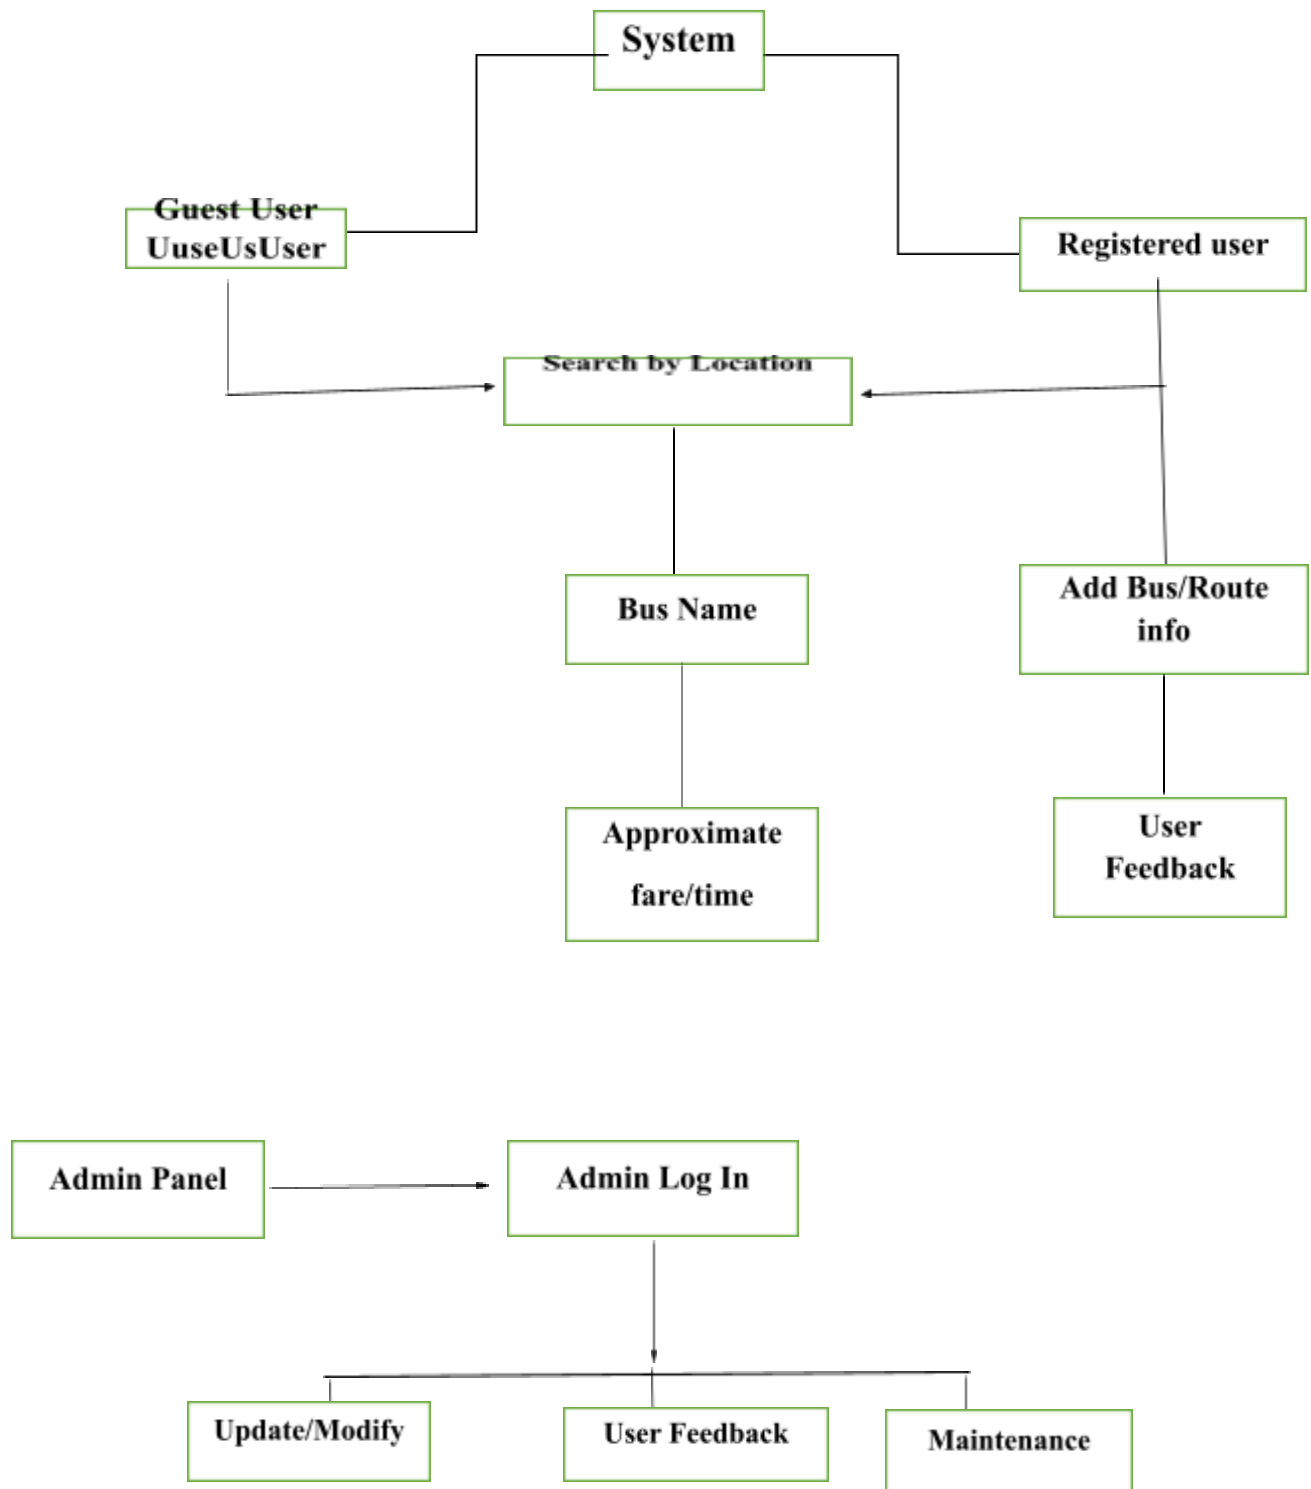 System
Guest User
UuseUsUser
Registered user
Search by Location
Bus Name
Add Bus/Route
info
Approximate
fare/time
User
Feedback
Admin Panel
Admin Log In
Update/Modify
User Feedback
Maintenance